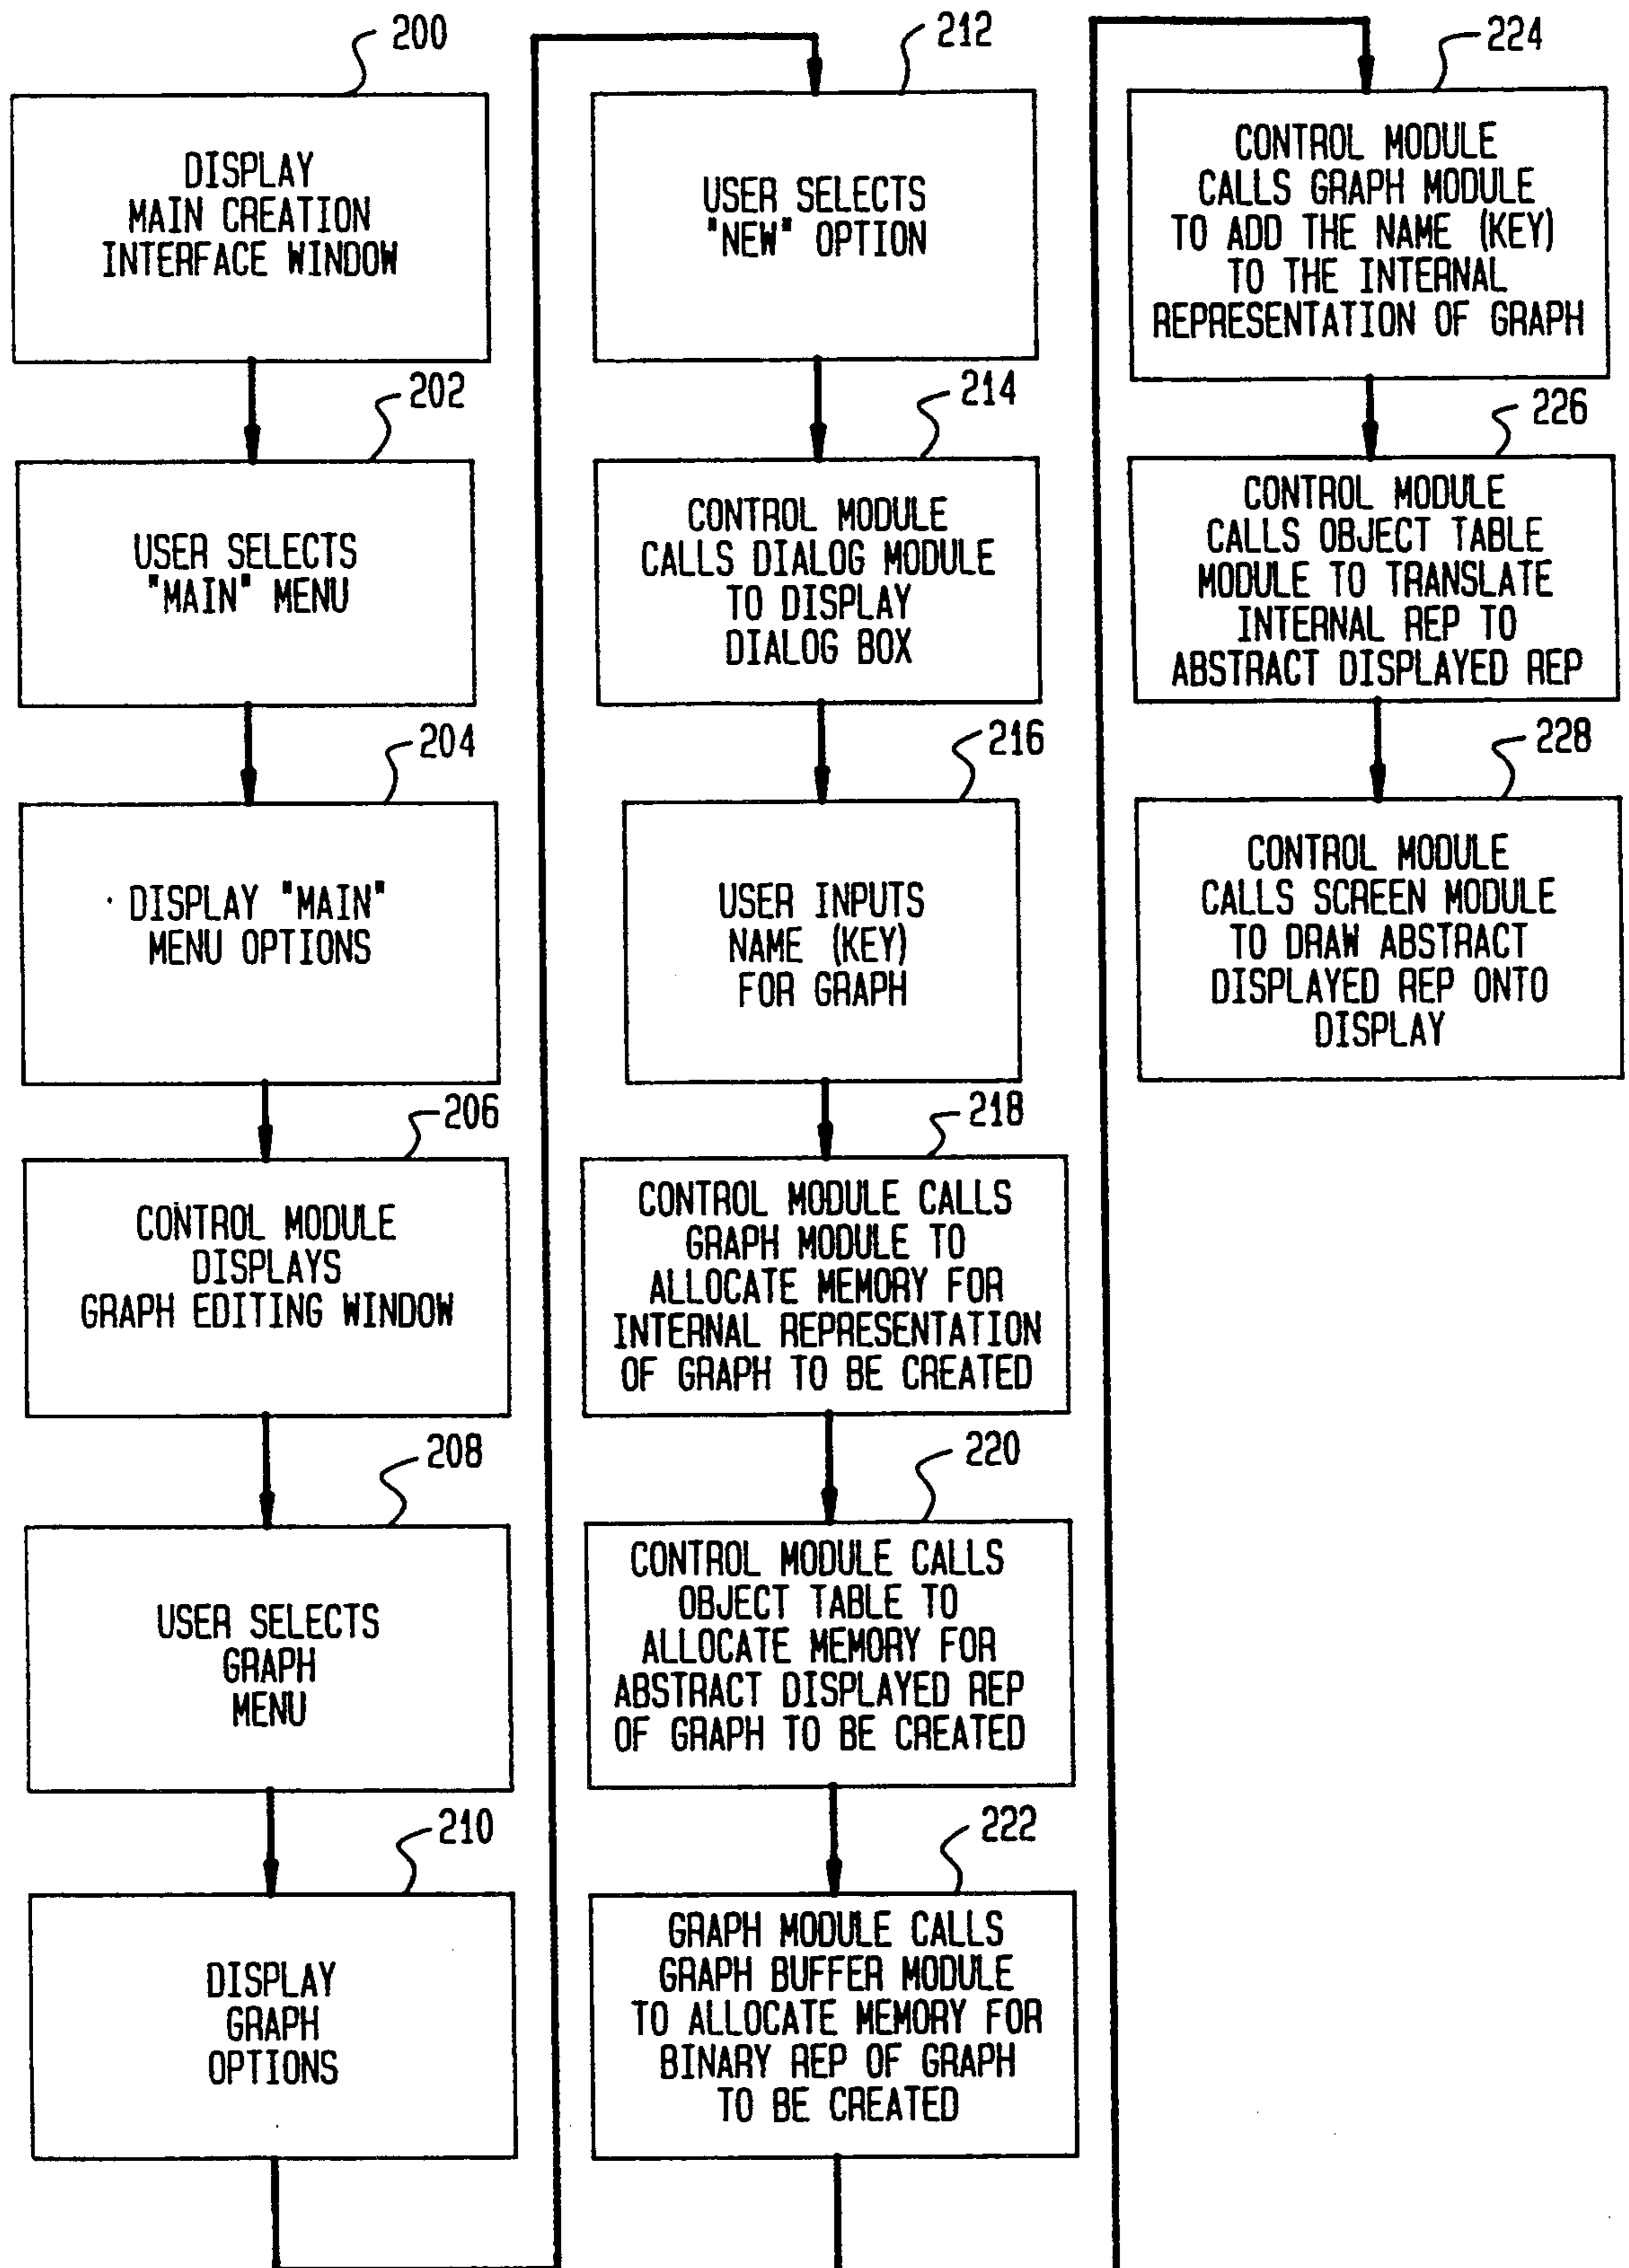 200
DISPLAY
MAIN CREATION
INTERFACE WINDOW
202
USER SELECTS
"MAIN" MENU
204
DISPLAY "MAIN"
MENU OPTIONS
206
CONTROL MODULE
DISPLAYS
GRAPH EDITING WINDOW
208
USER SELECTS
GRAPH
MENU
210
DISPLAY
GRAPH
OPTIONS
212
USER SELECTS
"NEW" OPTION
214
CONTROL MODULE
CALLS DIALOG MODULE
TO DISPLAY
DIALOG BOX
216
USER INPUTS
NAME (KEY)
FOR GRAPH
218
CONTROL MODULE CALLS
GRAPH MODULE TO
ALLOCATE MEMORY FOR
INTERNAL REPRESENTATION
OF GRAPH TO BE CREATED
220
CONTROL MODULE CALLS
OBJECT TABLE TO
ALLOCATE MEMORY FOR
ABSTRACT DISPLAYED REP
OF GRAPH TO BE CREATED
222
GRAPH MODULE CALLS
GRAPH BUFFER MODULE
TO ALLOCATE MEMORY FOR
BINARY REP OF GRAPH
TO BE CREATED
224
CONTROL MODULE
CALLS GRAPH MODULE
TO ADD THE NAME (KEY)
TO THE INTERNAL
REPRESENTATION OF GRAPH
226
CONTROL MODULE
CALLS OBJECT TABLE
MODULE TO TRANSLATE
INTERNAL REP TO
ABSTRACT DISPLAYED REP
228
CONTROL MODULE
CALLS SCREEN MODULE
TO DRAW ABSTRACT
DISPLAYED REP ONTO
DISPLAY